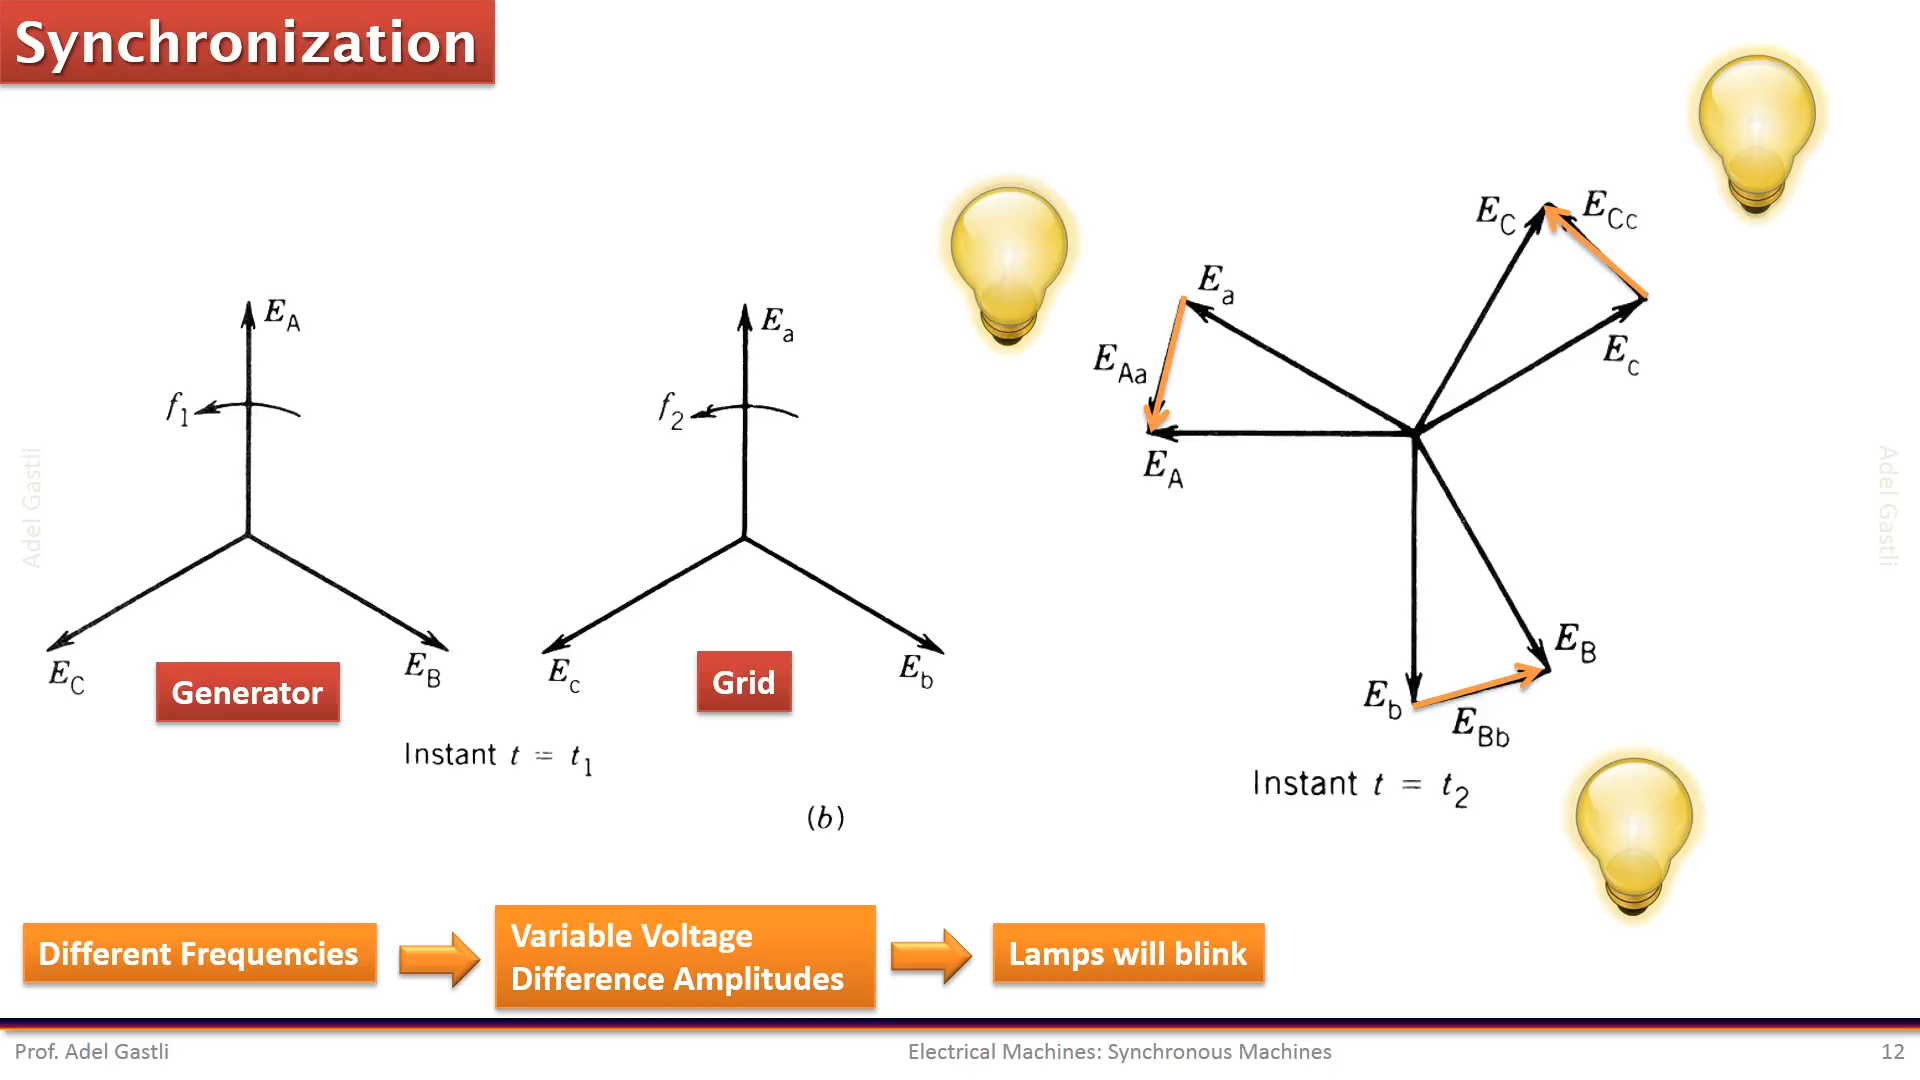 Synchronization
E_A
f_1
E_C
E_B
Generator
E_a
f_2
E_c
E_b
Grid
Instant t = t_1
(b)
E_C
E_Cc
E_a
E_Aa
E_c
E_A
E_B
E_b
E_Bb
Instant t = t_2
Adel Gastli
Adel Gastli
Different Frequencies
Variable Voltage
Difference Amplitudes
Lamps will blink
Prof. Adel Gastli
Electrical Machines: Synchronous Machines
12